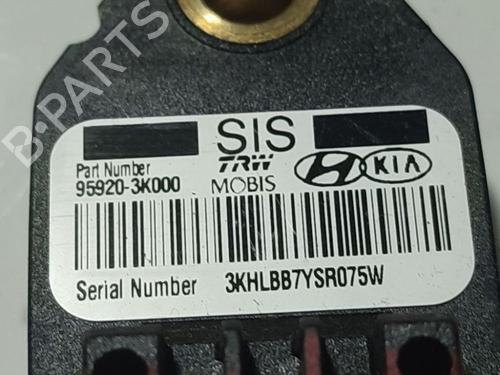 SIS
Part Number
95920-3K000
TRW
MOBIS
KIA
Serial Number 3KHLBB7YSR075W
B-PARTS